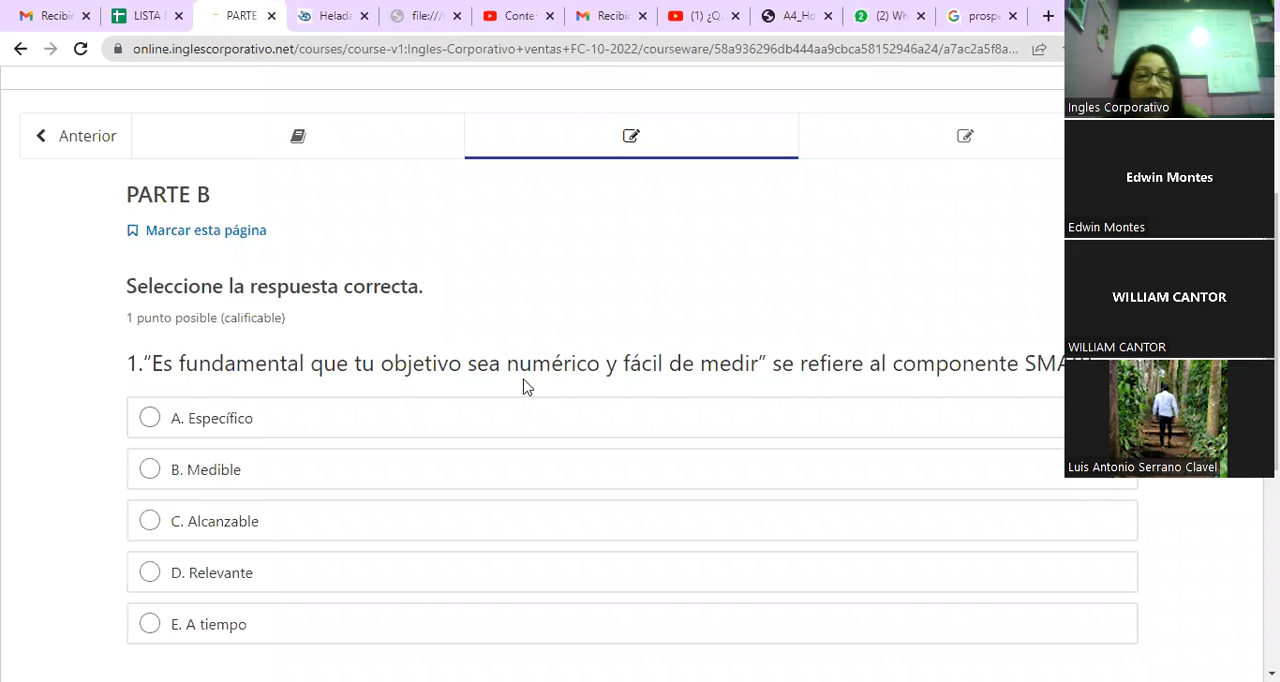 Recibir
LISTA
PARTE
Helad
file:///
Conte
Recibir
(1) ¿C
A4_Ho
(2) Wh
prospe
online.inglescorporativo.net/courses/course-v1:Ingles-Corporativo+ventas+FC-10-2022/courseware/58a936296db444aa9cbca58152946a24/a7ac2a5f8a...
Ingles Corporativo
Anterior
Edwin Montes
Edwin Montes
PARTE B
Marcar esta página
Seleccione la respuesta correcta.
1 punto posible (calificable)
WILLIAM CANTOR
WILLIAM CANTOR
1.“Es fundamental que tu objetivo sea numérico y fácil de medir” se refiere al componente SMA
A. Específico
B. Medible
Luis Antonio Serrano Clavel
C. Alcanzable
D. Relevante
E. A tiempo